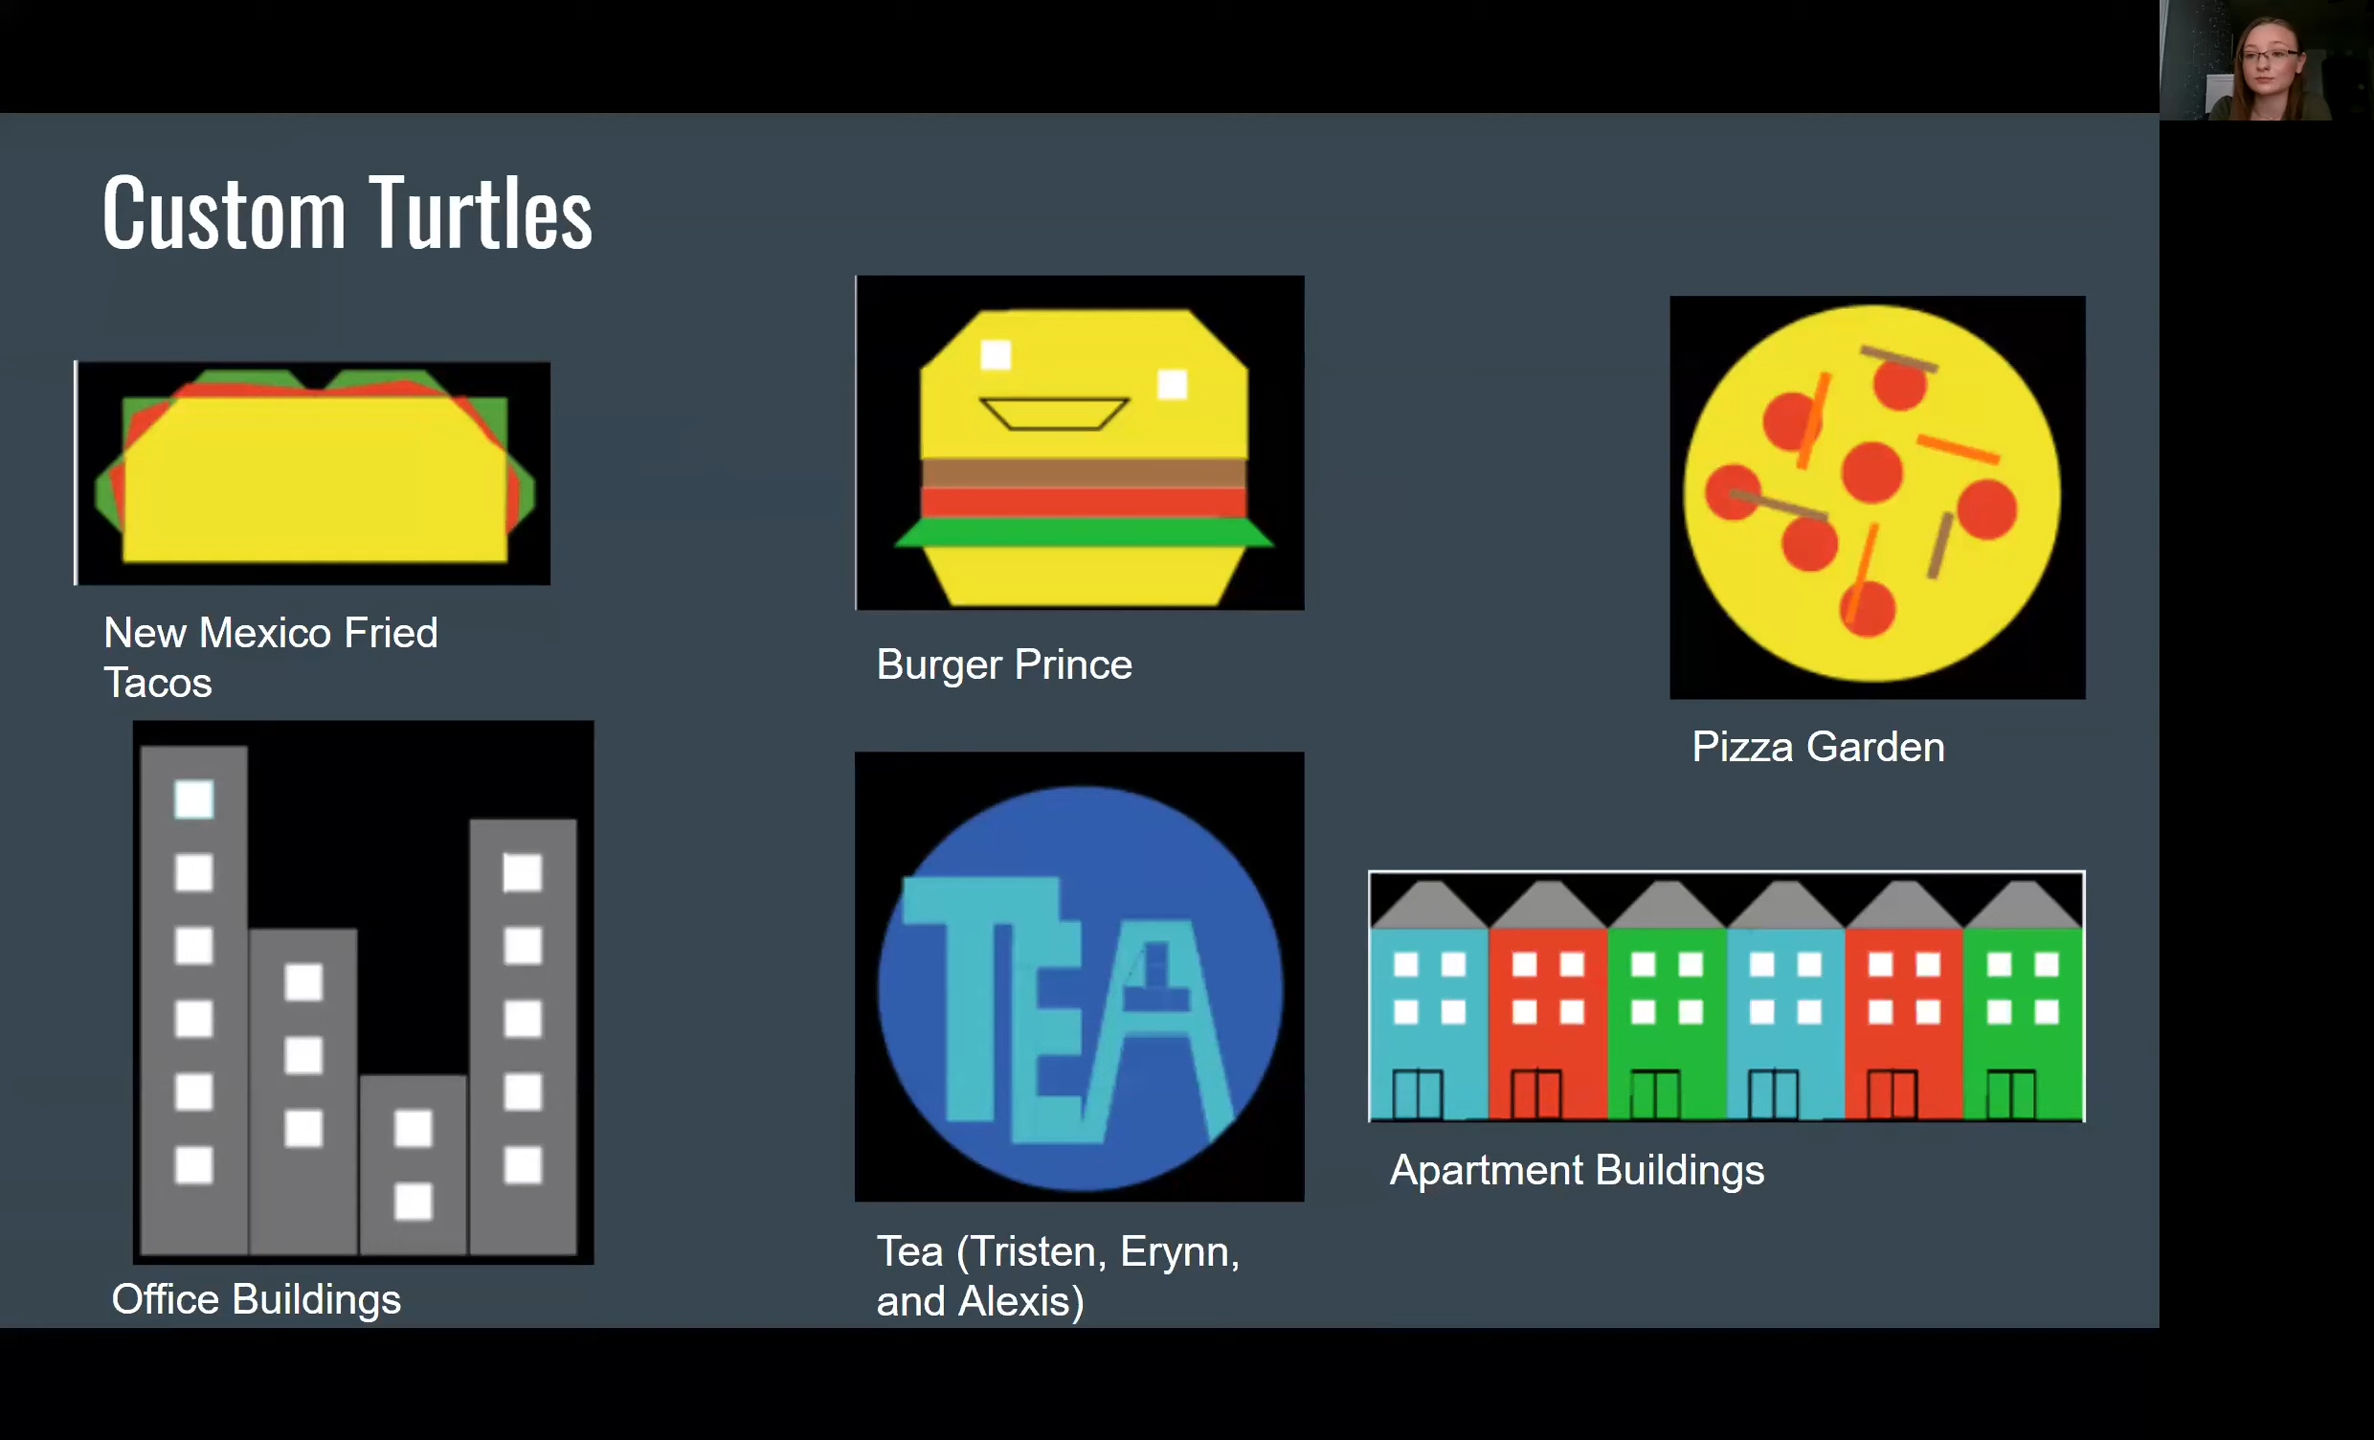 Custom Turtles
New Mexico Fried
Tacos
Burger Prince
Pizza Garden
Office Buildings
TEA
Tea (Tristen, Erynn,
and Alexis)
Apartment Buildings